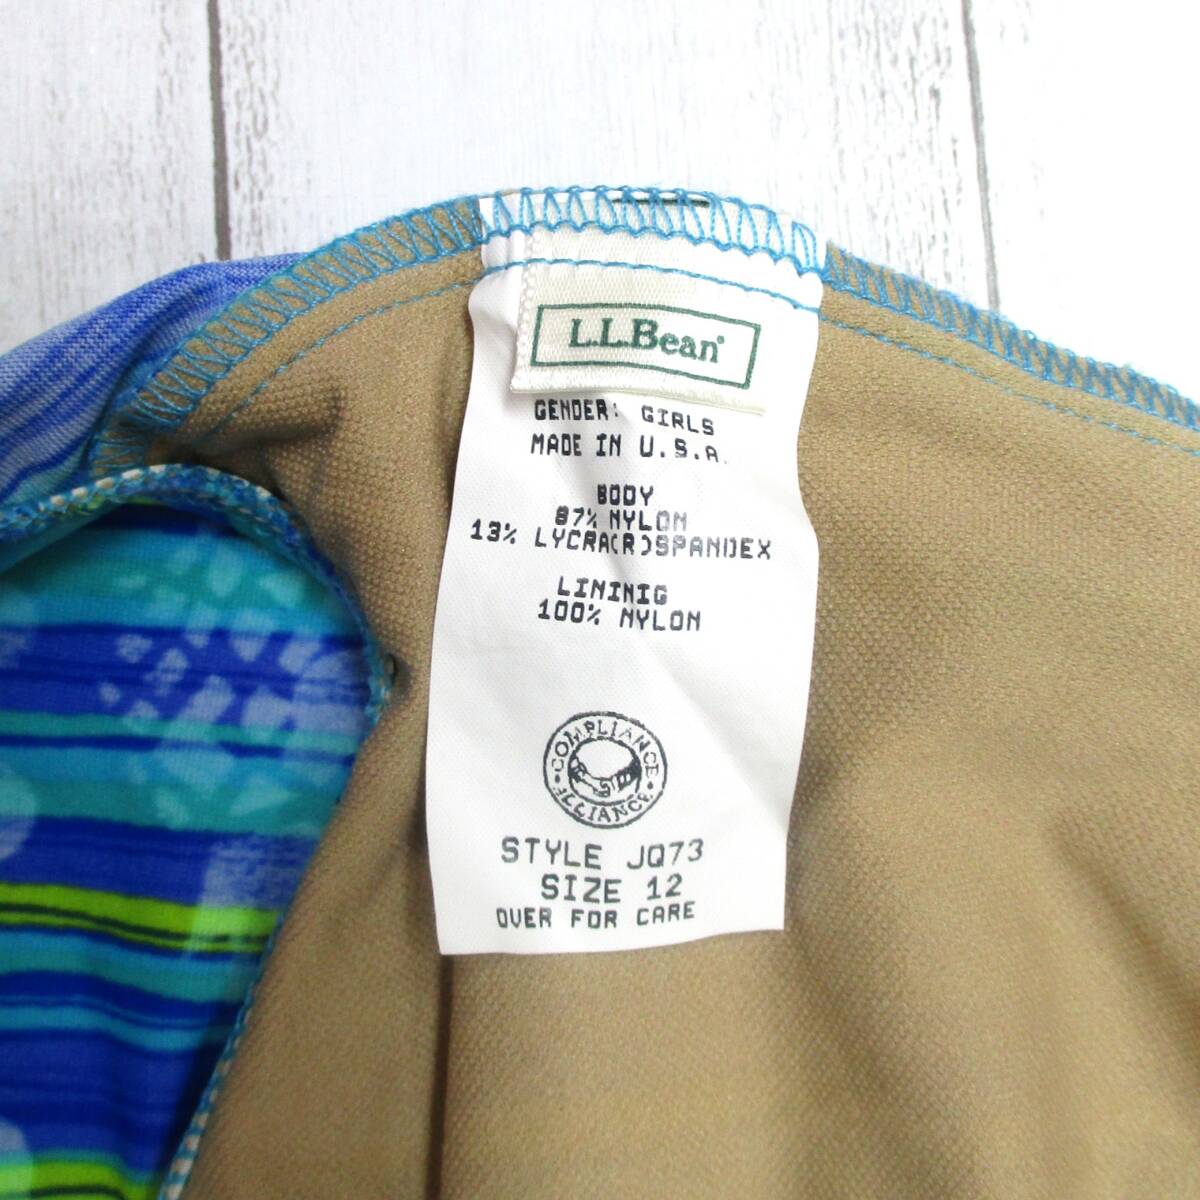 L.L.Bean®
GENDER: GIRLS
MADE IN U.S.A.
BODY
87% NYLON
13% LYCRA(R)SPANDEX
LININIG
100% NYLON
COMPLIANCE
ALLIANCE
STYLE JQ73
SIZE 12
OVER FOR CARE